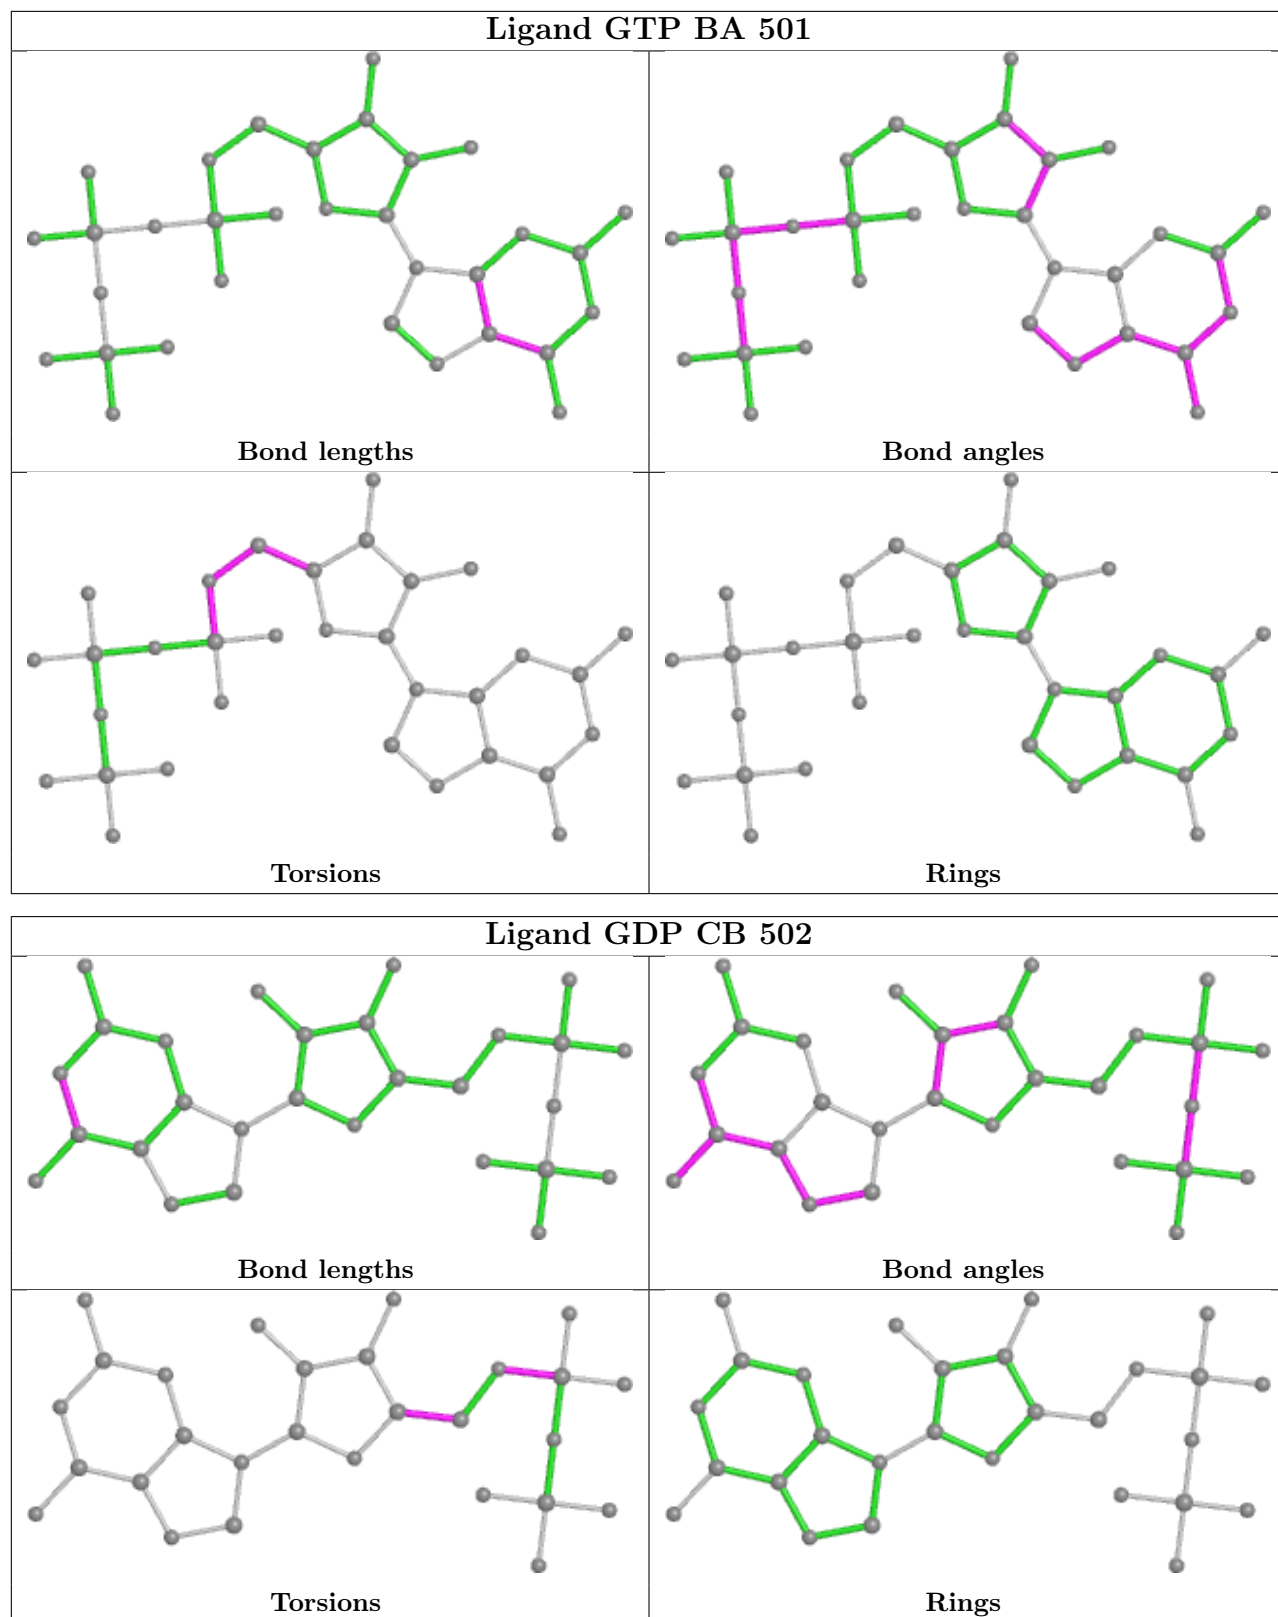 Ligand GTP BA 501
Bond lengths
Bond angles
Torsions
Rings
Ligand GDP CB 502
Bond lengths
Bond angles
Torsions
Rings